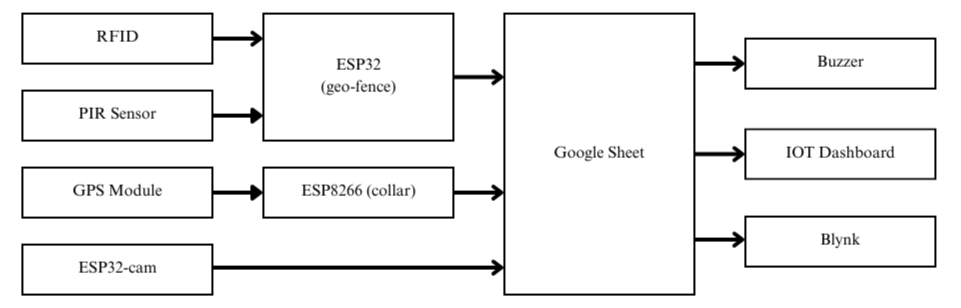 RFID
PIR Sensor
GPS Module
ESP32-cam
ESP32
(geo-fence)
ESP8266 (collar)
Google Sheet
Buzzer
IOT Dashboard
Blynk